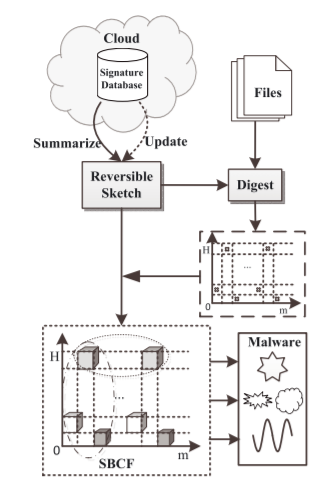 Cloud
Signature
Database
Summarize
Update
Files
Reversible
Sketch
Digest
H
...
0
m
H
...
0
m
SBCF
Malware